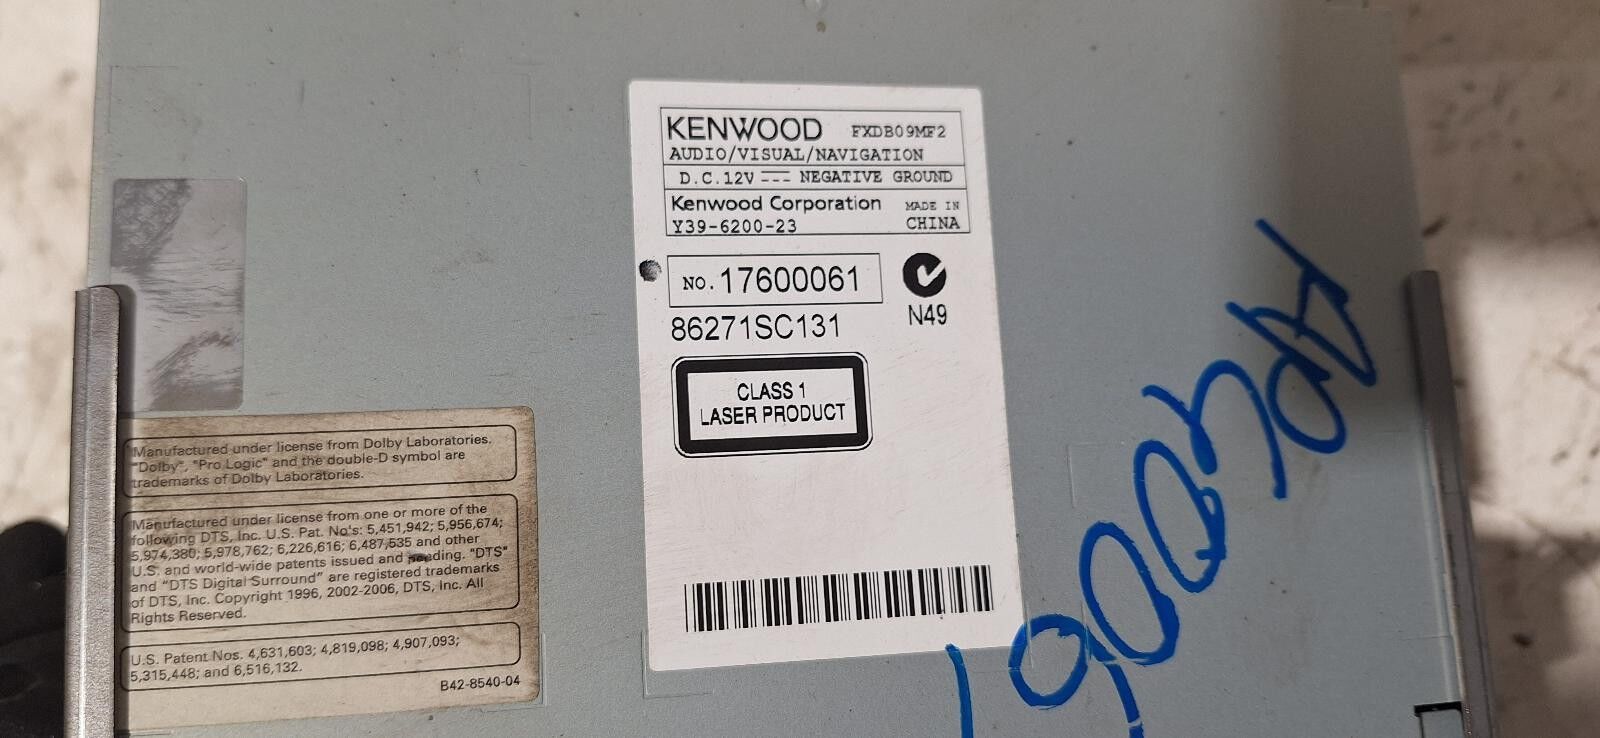 KENWOOD FXDB09MF2
AUDIO/VISUAL/NAVIGATION
D.C.12V NEGATIVE GROUND
Kenwood Corporation MADE IN
Y39-6200-23 CHINA
NO.17600061
N49
86271SC131
CLASS 1
LASER PRODUCT
Manufactured under license from Dolby Laboratories.
"Dolby", "Pro Logic" and the double-D symbol are
trademarks of Dolby Laboratories.
Manufactured under license from one or more of the
following DTS, Inc. U.S. Pat. No's: 5,451,942; 5,956,674;
5,974,380; 5,978,762; 6,226,616; 6,487,535 and other
U.S. and world-wide patents issued and pending. "DTS"
and "DTS Digital Surround" are registered trademarks
of DTS, Inc. Copyright 1996, 2002-2006, DTS, Inc. All
Rights Reserved.
U.S. Patent Nos. 4,631,603; 4,819,098; 4,907,093;
5,315,448; and 6,516,132.
B42-8540-04